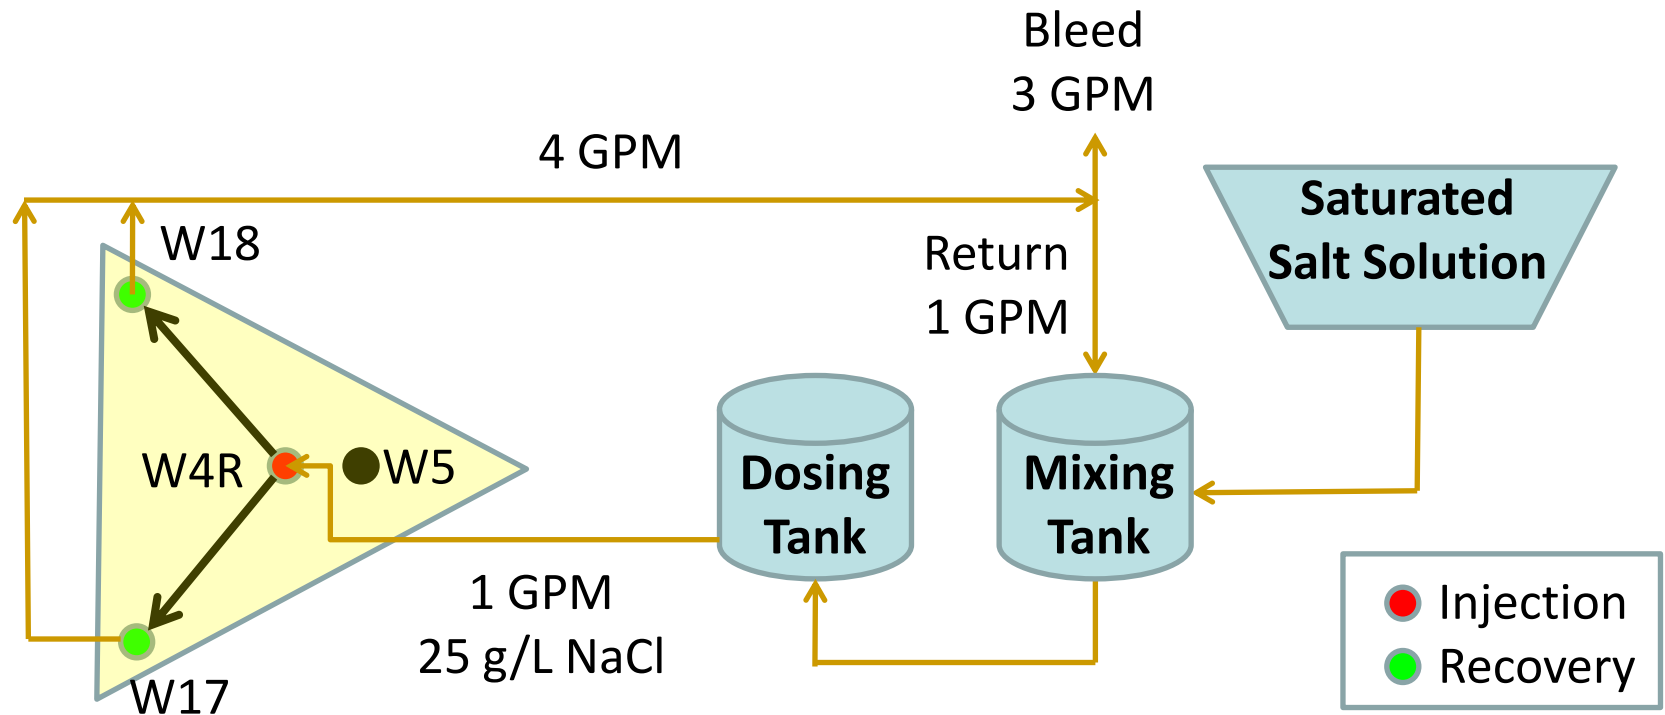 Bleed
3 GPM
4 GPM
Saturated
Salt Solution
W18
Return
1 GPM
W4R
W5
Dosing
Tank
Mixing
Tank
1 GPM
25 g/L NaCl
W17
Injection
Recovery